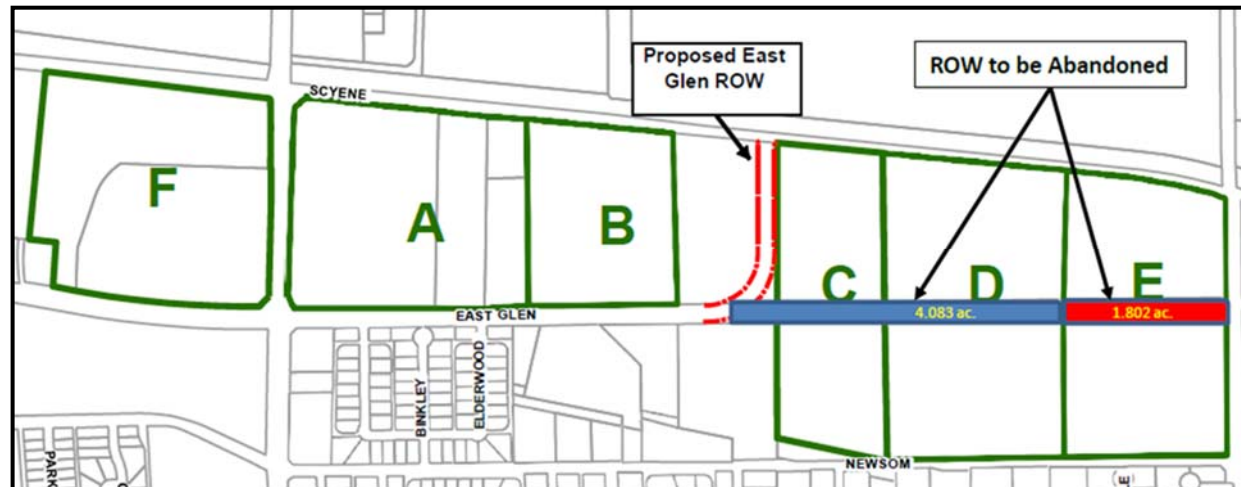 Proposed East
Glen ROW
ROW to be Abandoned
SCYENE
F
A
B
C
D
E
4.083 ac.
1.802 ac.
EAST GLEN
BINKLEY
ELDERWOOD
NEWSOM
PARK